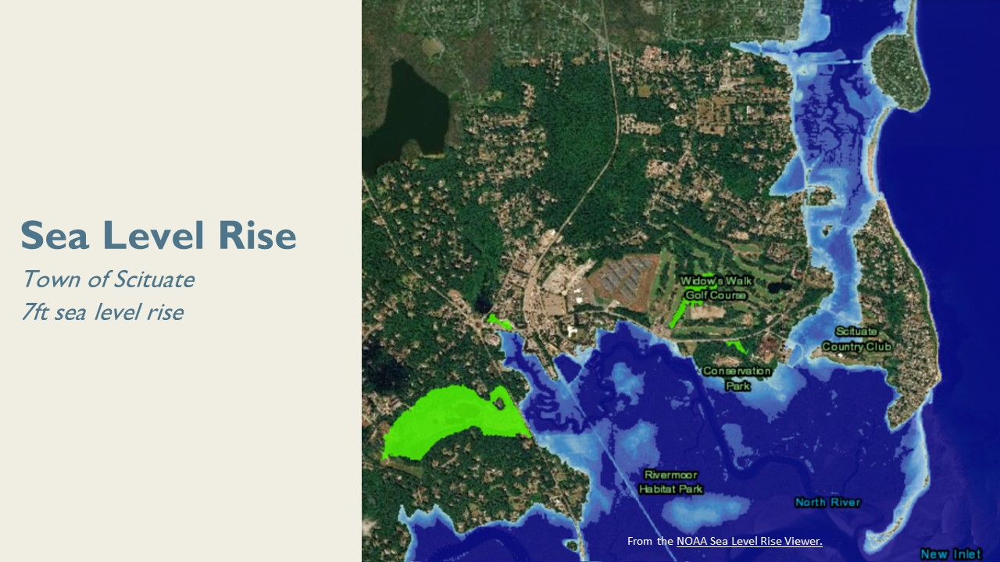 Sea Level Rise
Town of Scituate
7ft sea level rise
Widow's Walk
Golf Course
Scituate
Country Club
Conservation
Park
Rivermoor
Habitat Park
North River
From the NOAA Sea Level Rise Viewer.
New Inlet